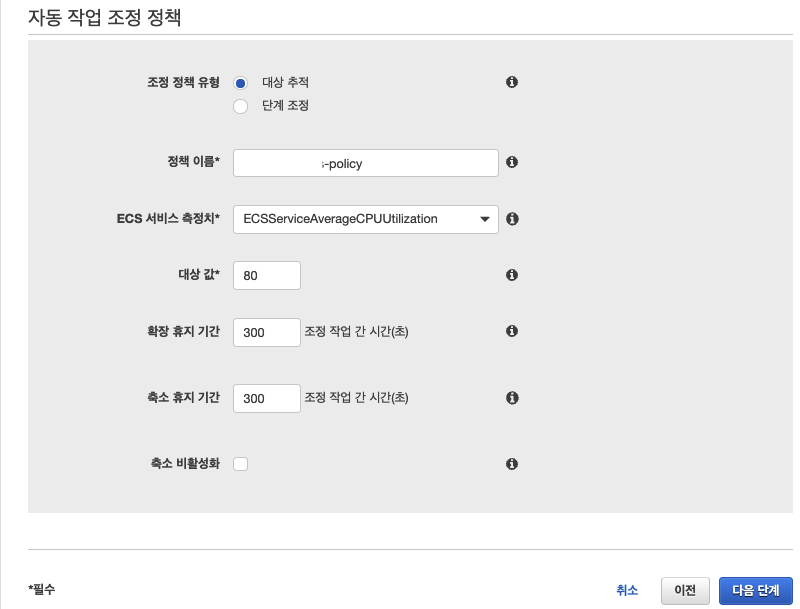 자동 작업 조정 정책
조정 정책 유형 대상 추적
단계 조정
정책 이름* -policy
ECS 서비스 측정치* ECSServiceAverageCPUUtilization
대상 값* 80
확장 휴지 기간 300 조정 작업 간 시간(초)
축소 휴지 기간 300 조정 작업 간 시간(초)
축소 비활성화
*필수 취소 이전 다음 단계